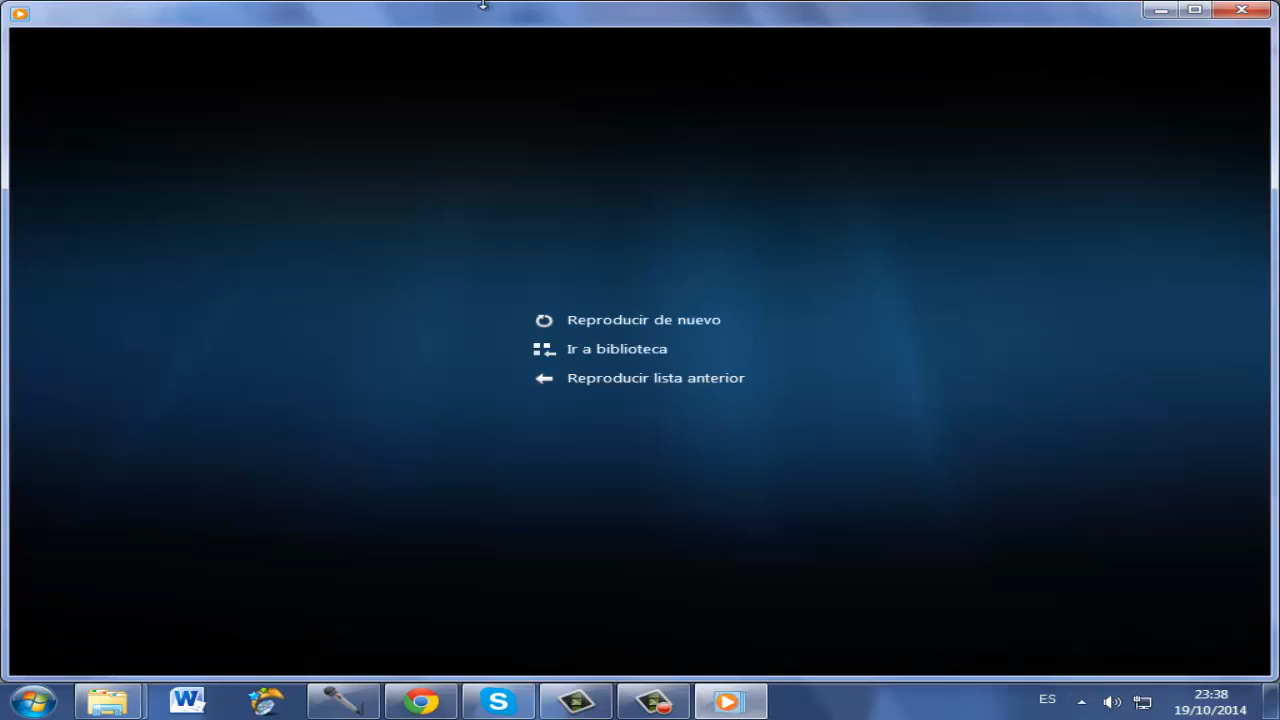 Reproducir de nuevo
Ir a biblioteca
Reproducir lista anterior
ES
23:38
19/10/2014